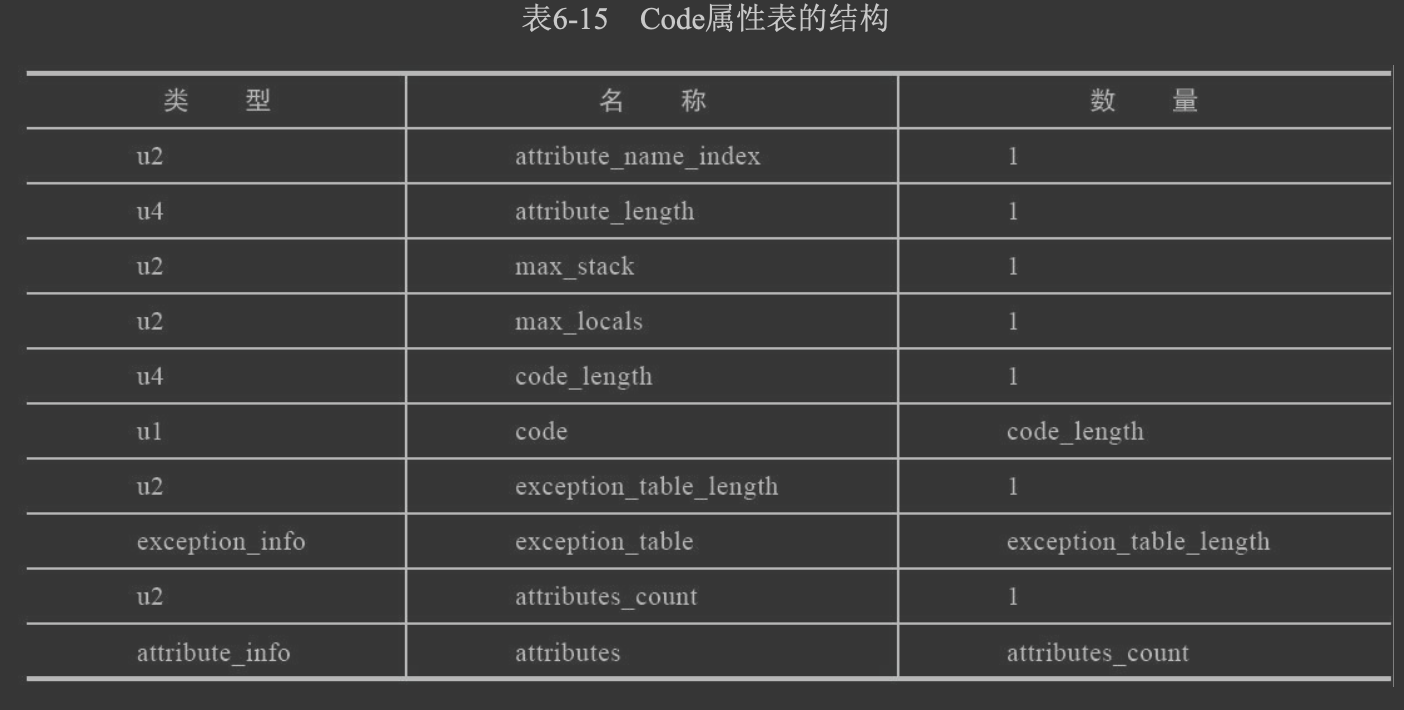 表6-15 Code属性表的结构
类 型 名 称 数 量
u2 attribute_name_index 1
u4 attribute_length 1
u2 max_stack 1
u2 max_locals 1
u4 code_length 1
u1 code code_length
u2 exception_table_length 1
exception_info exception_table exception_table_length
u2 attributes_count 1
attribute_info attributes attributes_count